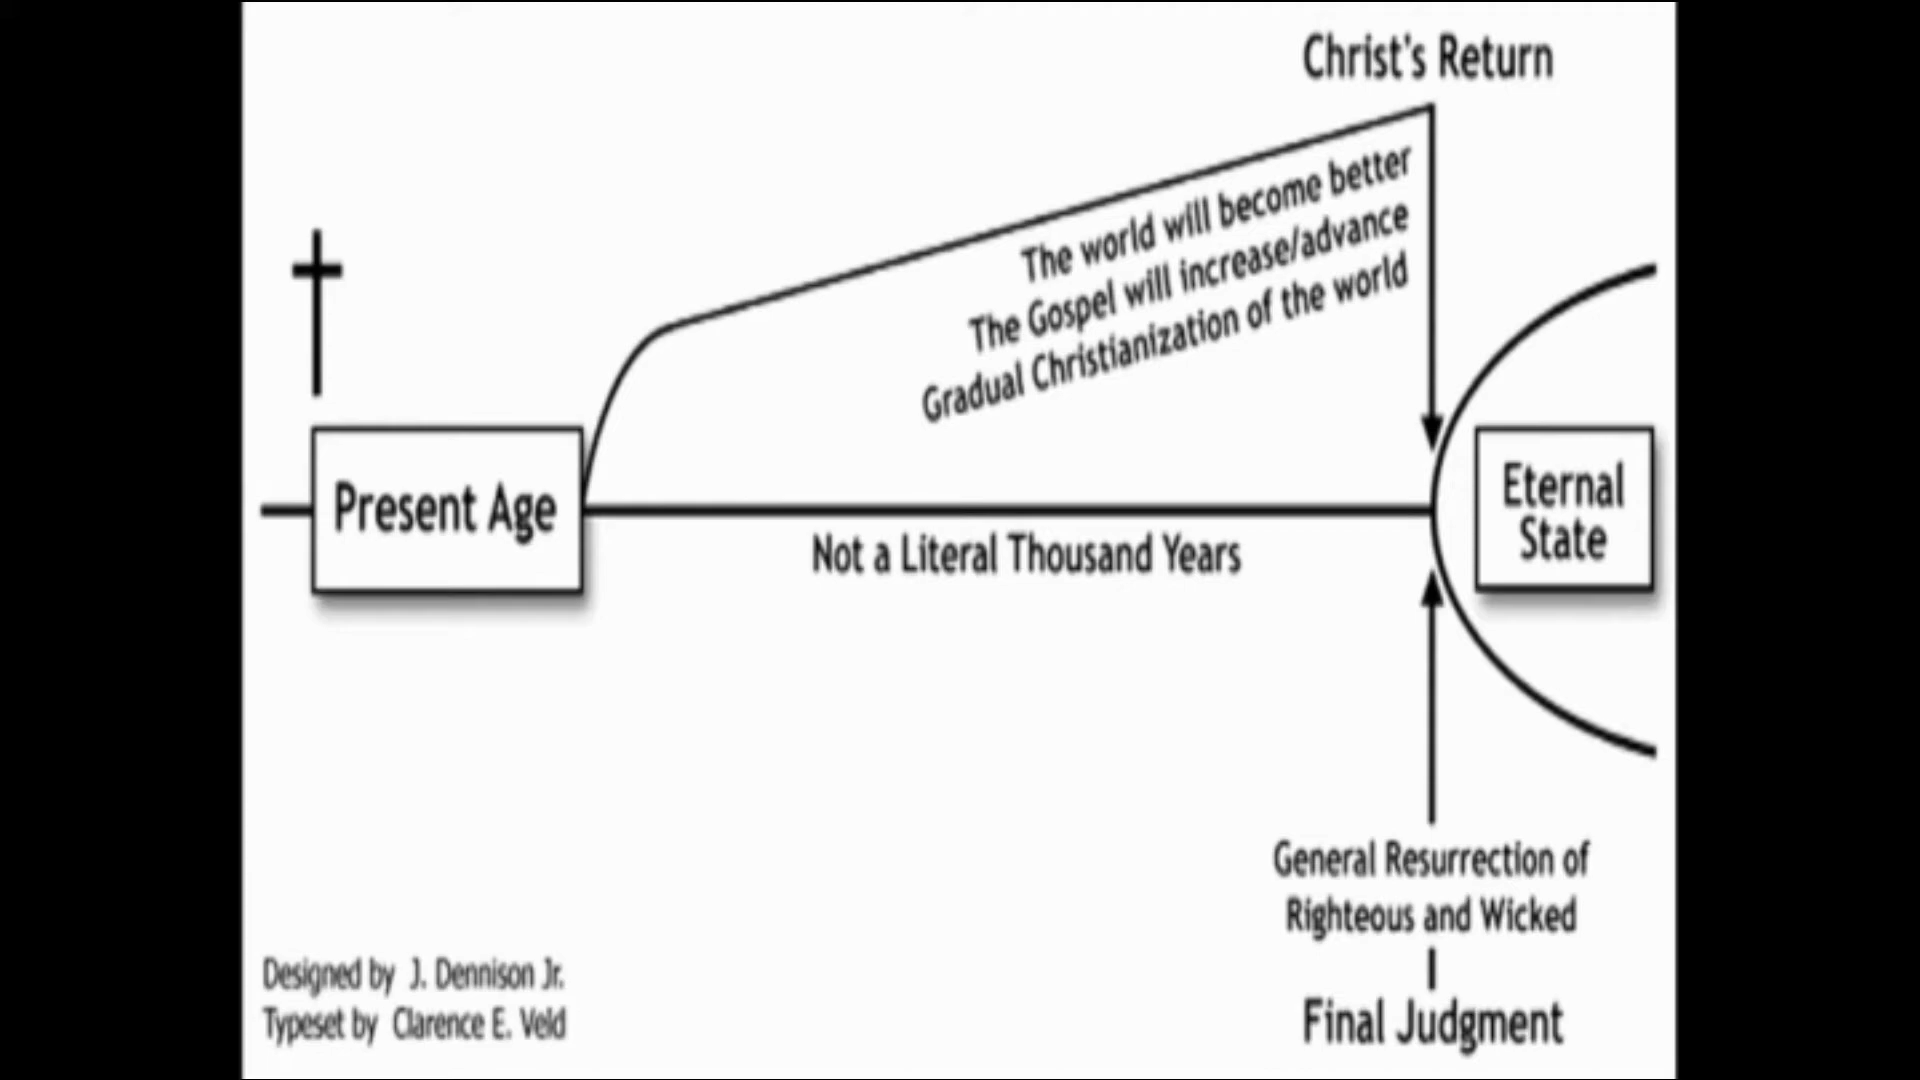 Christ's Return
The world will become better
The Gospel will increase/advance
Gradual Christianization of the world
Present Age
Not a Literal Thousand Years
Eternal
State
General Resurrection of
Righteous and Wicked
Final Judgment
Designed by J. Dennison Jr.
Typeset by Clarence E. Veld